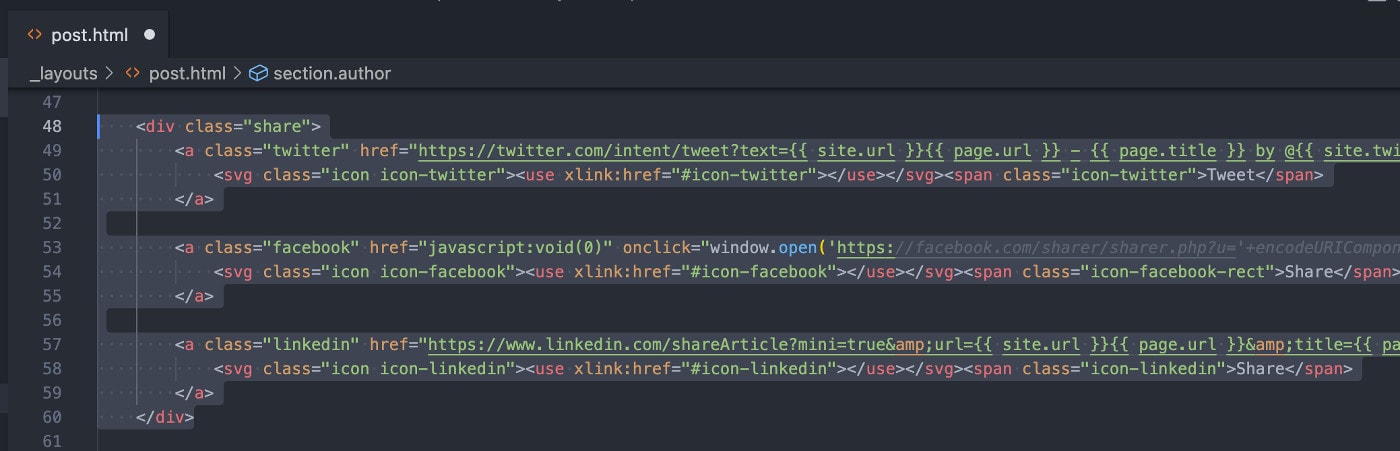 post.html
_layouts > post.html > section.author
47
48 <div class="share">
49 <a class="twitter" href="https://twitter.com/intent/tweet?text={{ site.url }}{{ page.url }} - {{ page.title }} by @{{ site.twi
50 <svg class="icon icon-twitter"><use xlink:href="#icon-twitter"></use></svg><span class="icon-twitter">Tweet</span>
51 </a>
52
53 <a class="facebook" href="javascript:void(0)" onclick="window.open('https://facebook.com/sharer/sharer.php?u='+encodeURICompon
54 <svg class="icon icon-facebook"><use xlink:href="#icon-facebook"></use></svg><span class="icon-facebook-rect">Share</span>
55 </a>
56
57 <a class="linkedin" href="https://www.linkedin.com/shareArticle?mini=true&amp;url={{ site.url }}{{ page.url }}&amp;title={{ pa
58 <svg class="icon icon-linkedin"><use xlink:href="#icon-linkedin"></use></svg><span class="icon-linkedin">Share</span>
59 </a>
60 </div>
61